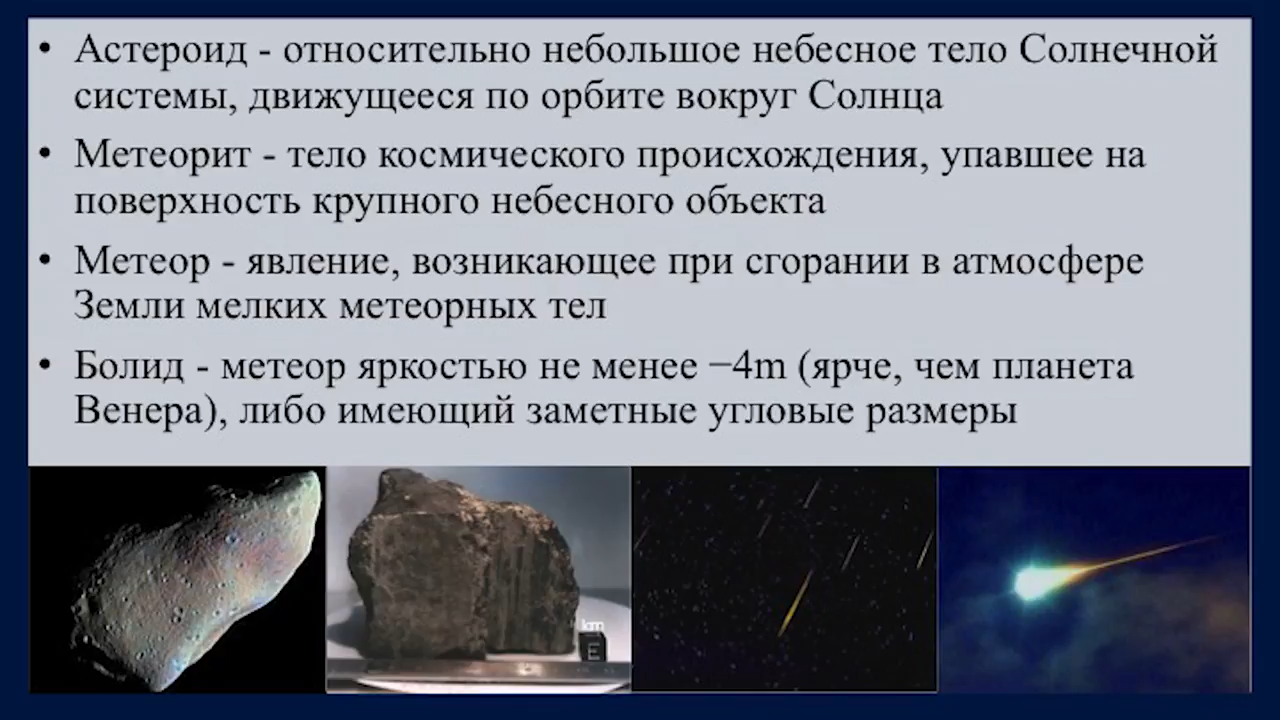 • Астероид - относительно небольшое небесное тело Солнечной
системы, движущееся по орбите вокруг Солнца
• Метеорит - тело космического происхождения, упавшее на
поверхность крупного небесного объекта
• Метеор - явление, возникающее при сгорании в атмосфере
Земли мелких метеорных тел
• Болид - метеор яркостью не менее −4m (ярче, чем планета
Венера), либо имеющий заметные угловые размеры
E